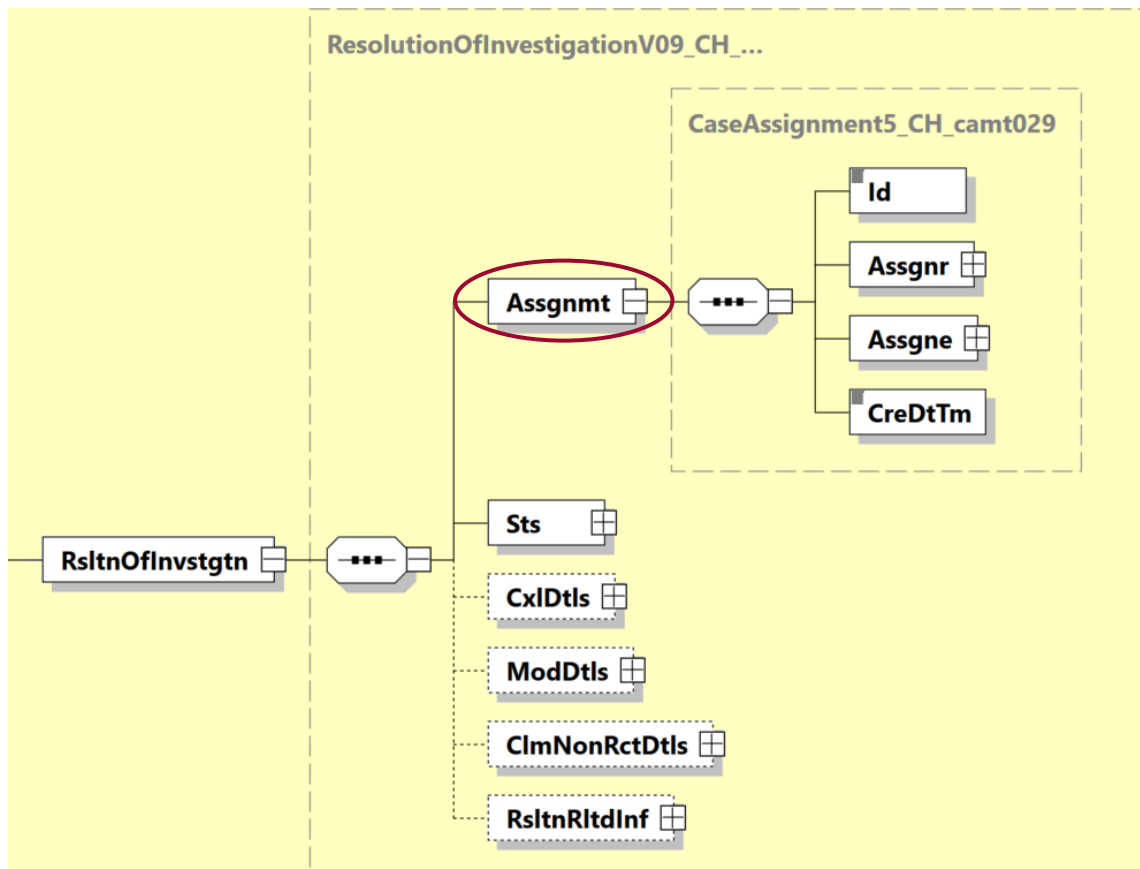 ResolutionOfInvestigationV09_CH_...
CaseAssignment5_CH_camt029
Id
Assgnr
Assgnmt
Assgne
CreDtTm
Sts
RsltnOfInvstgtn
CxlDtls
ModDtls
ClmNonRctDtls
RsltnRltdInf